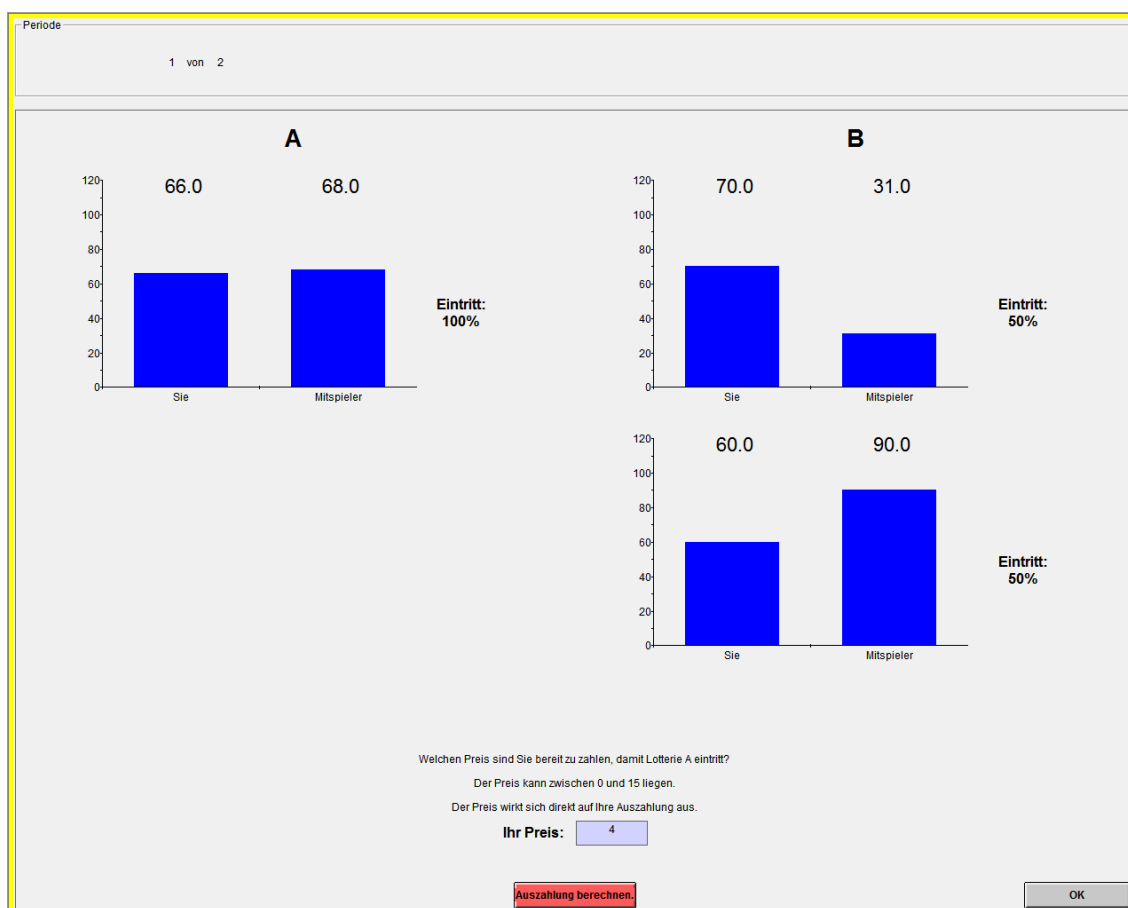 Periode
1 von 2
A
B
66.0 68.0
120
100
80
60
40
20
0
Sie Mitspieler
Eintritt:
100%
70.0 31.0
120
100
80
60
40
20
0
Sie Mitspieler
Eintritt:
50%
60.0 90.0
120
100
80
60
40
20
0
Sie Mitspieler
Eintritt:
50%
Welchen Preis sind Sie bereit zu zahlen, damit Lotterie A eintritt?
Der Preis kann zwischen 0 und 15 liegen.
Der Preis wirkt sich direkt auf Ihre Auszahlung aus.
Ihr Preis: 4
Auszahlung berechnen.
OK